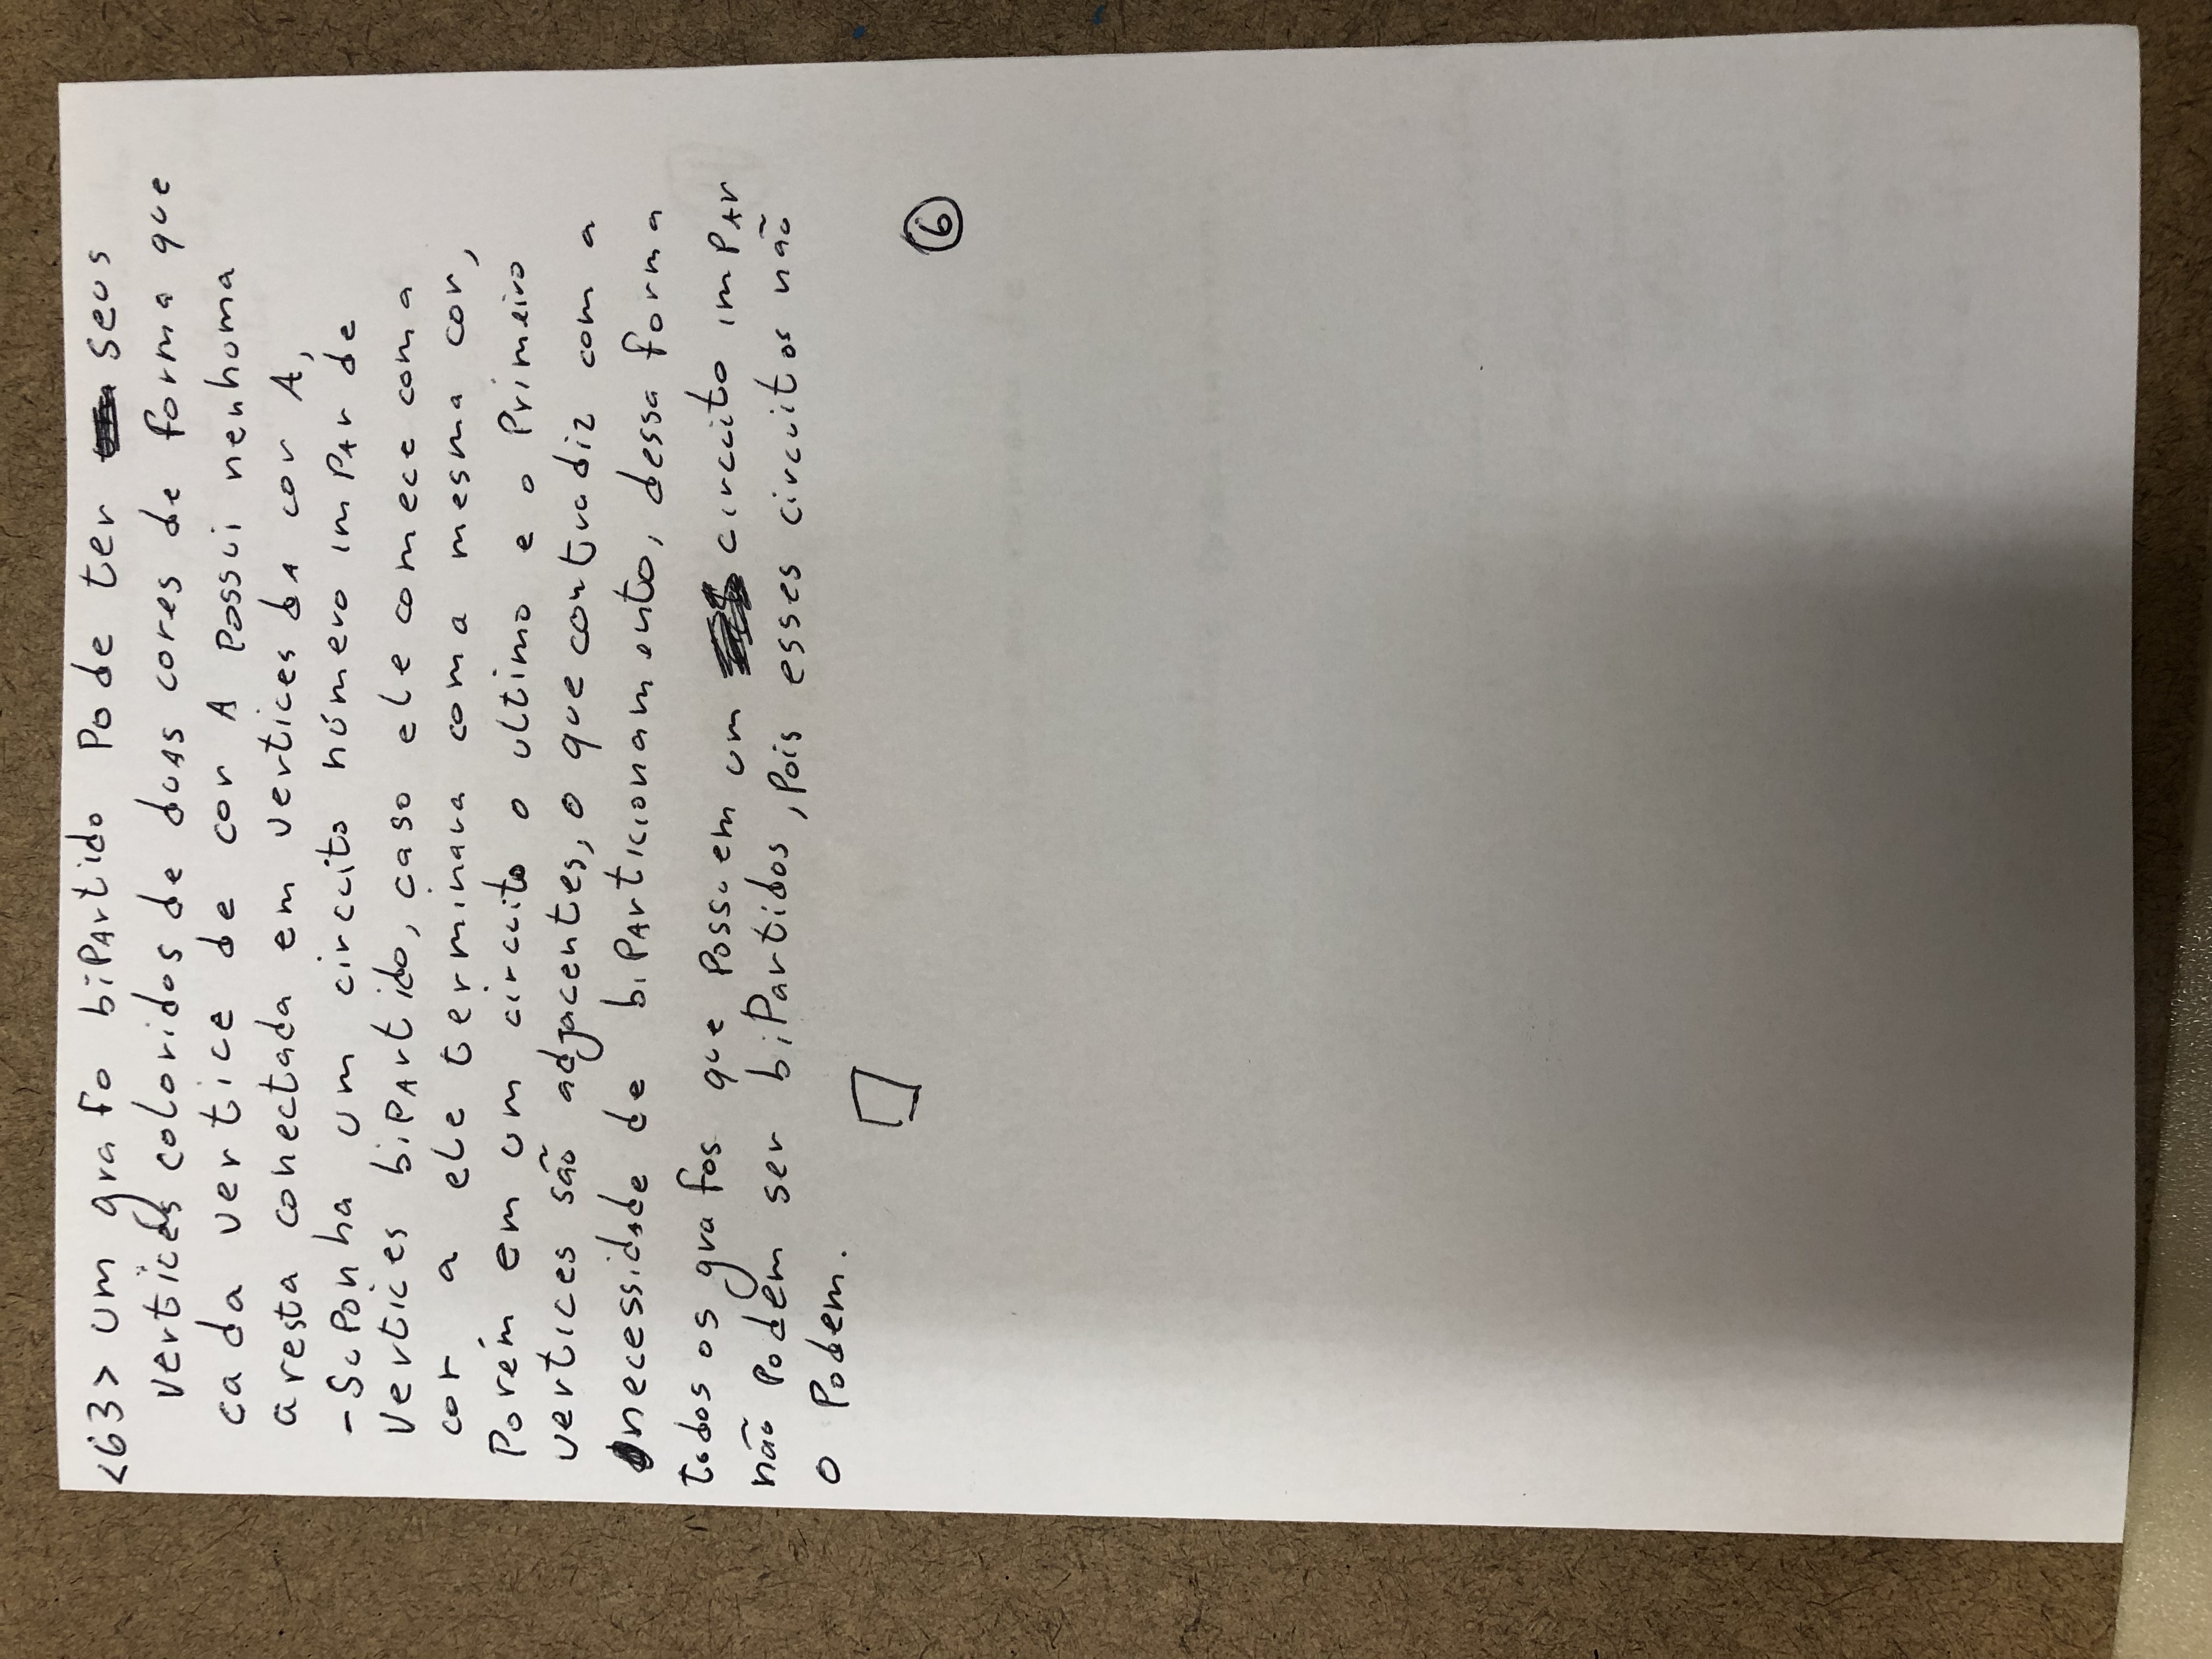 <63> Um grafo bipartido pode ter seus
vertices coloridos de duas cores de forma que
cada vertice de cor A possui nenhuma
aresta conectada em vertices da cor A,
- Suponha um circuito número impar de
vertices bipartido, caso ele comece com a
cor a ele terminara com a mesma cor,
Porém em um circuito o ultimo e o primeiro
vertices são adjacentes, o que contradiz com a
necessidade de biparticionamento, dessa forma
todos os grafos que possuem um circuito impar
não podem ser bipartidos, pois esses circuitos não
o podem.
6